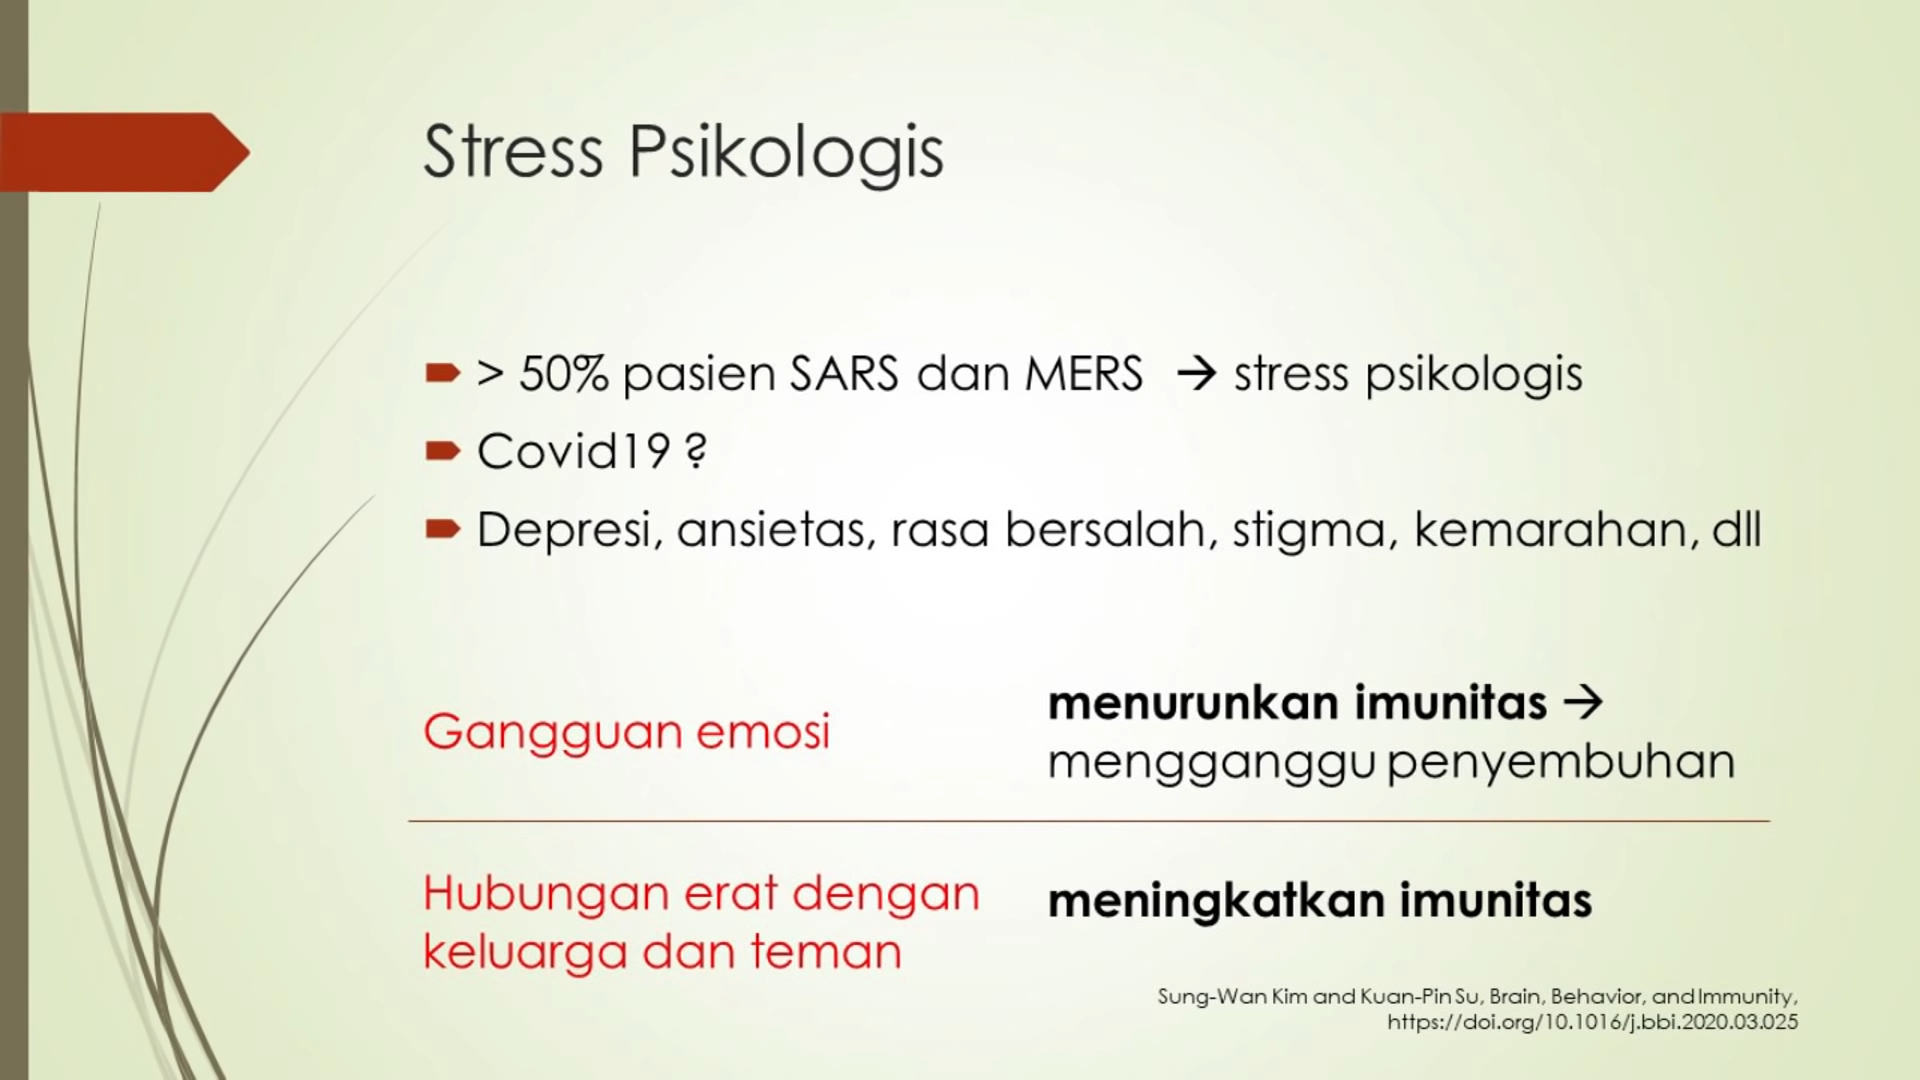 Stress Psikologis
> 50% pasien SARS dan MERS → stress psikologis
Covid19 ?
Depresi, ansietas, rasa bersalah, stigma, kemarahan, dll
Gangguan emosi
menurunkan imunitas →
mengganggu penyembuhan
Hubungan erat dengan
keluarga dan teman
meningkatkan imunitas
Sung-Wan Kim and Kuan-Pin Su, Brain, Behavior, and Immunity,
https://doi.org/10.1016/j.bbi.2020.03.025